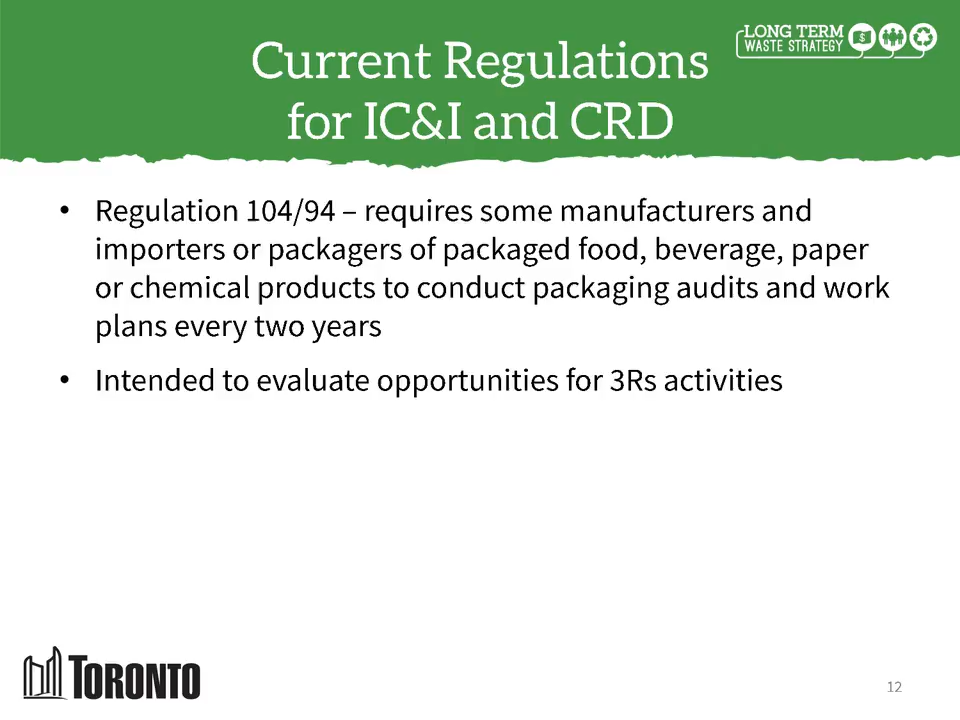 LONG TERM
WASTE STRATEGY
$
Current Regulations
for IC&I and CRD
• Regulation 104/94 – requires some manufacturers and
importers or packagers of packaged food, beverage, paper
or chemical products to conduct packaging audits and work
plans every two years
• Intended to evaluate opportunities for 3Rs activities
TORONTO
12